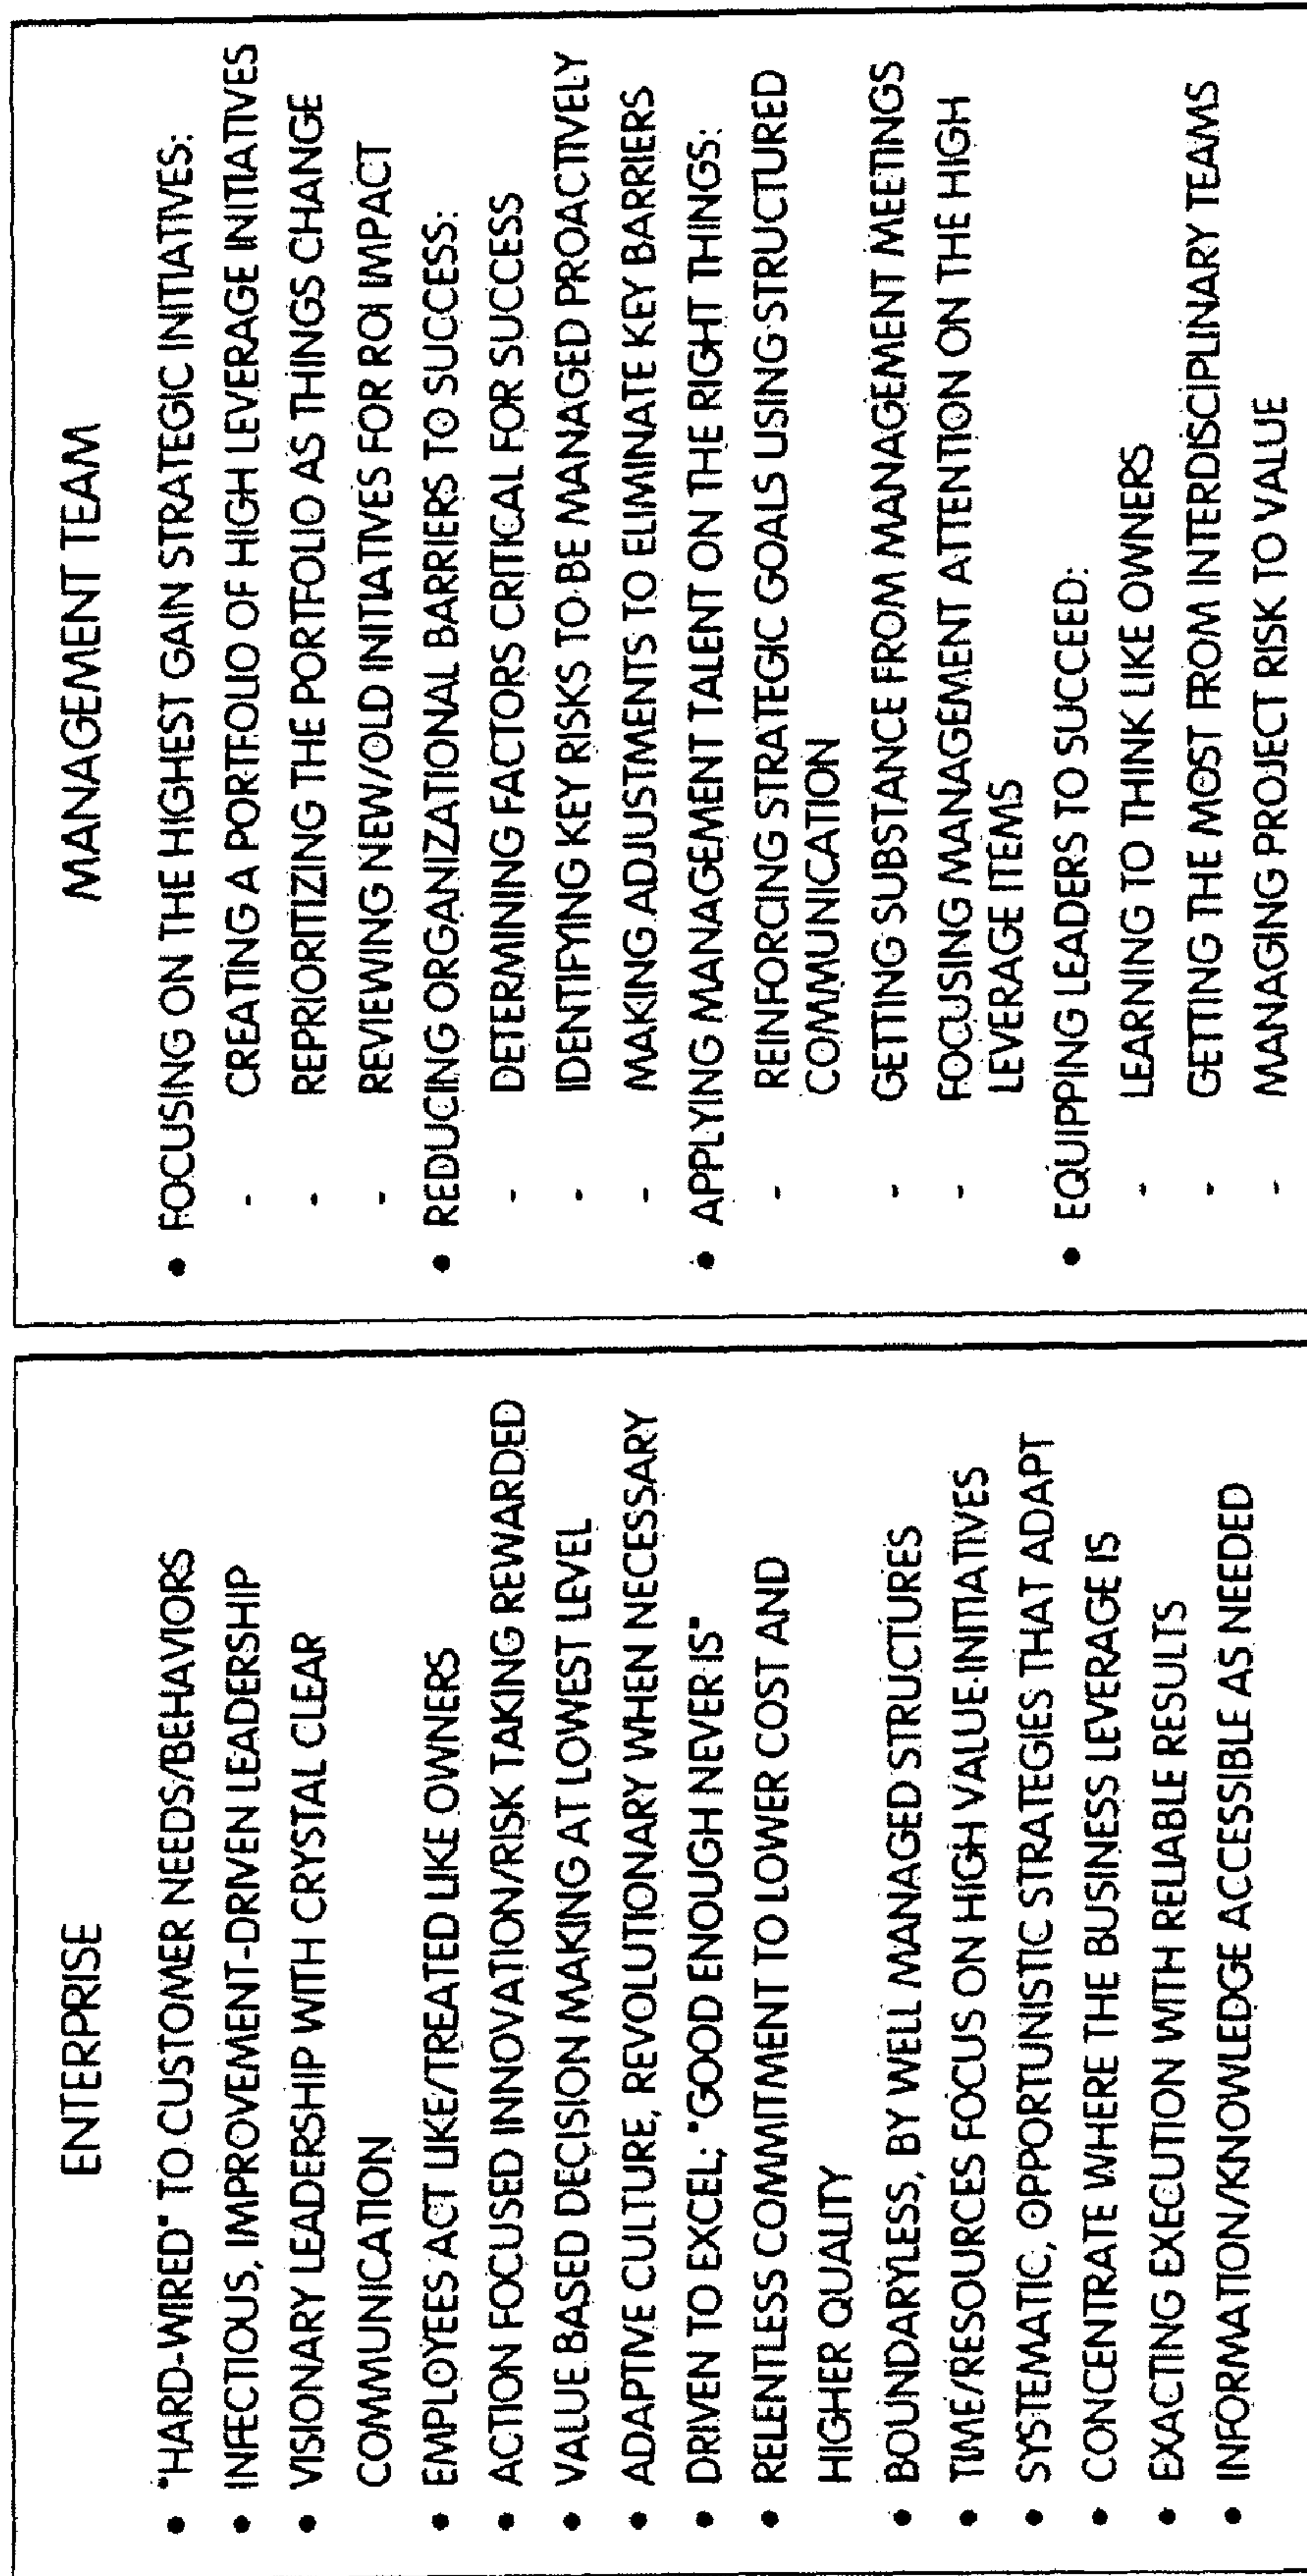 ENTERPRISE
• "HARD-WIRED" TO CUSTOMER NEEDS/BEHAVIORS
• INFECTIOUS, IMPROVEMENT-DRIVEN LEADERSHIP
• VISIONARY LEADERSHIP WITH CRYSTAL CLEAR
COMMUNICATION
• EMPLOYEES ACT LIKE/TREATED LIKE OWNERS
• ACTION FOCUSED INNOVATION/RISK TAKING REWARDED
• VALUE BASED DECISION MAKING AT LOWEST LEVEL
• ADAPTIVE CULTURE, REVOLUTIONARY WHEN NECESSARY
• DRIVEN TO EXCEL; "GOOD ENOUGH NEVER IS"
• RELENTLESS COMMITMENT TO LOWER COST AND
HIGHER QUALITY
• BOUNDARYLESS, BY WELL MANAGED STRUCTURES
• TIME/RESOURCES FOCUS ON HIGH VALUE INITIATIVES
• SYSTEMATIC, OPPORTUNISTIC STRATEGIES THAT ADAPT
• CONCENTRATE WHERE THE BUSINESS LEVERAGE IS
• EXACTING EXECUTION WITH RELIABLE RESULTS
• INFORMATION/KNOWLEDGE ACCESSIBLE AS NEEDED
MANAGEMENT TEAM
• FOCUSING ON THE HIGHEST GAIN STRATEGIC INITIATIVES:
- CREATING A PORTFOLIO OF HIGH LEVERAGE INITIATIVES
- REPRIORITIZING THE PORTFOLIO AS THINGS CHANGE
- REVIEWING NEW/OLD INITIATIVES FOR ROI IMPACT
• REDUCING ORGANIZATIONAL BARRIERS TO SUCCESS:
- DETERMINING FACTORS CRITICAL FOR SUCCESS
- IDENTIFYING KEY RISKS TO BE MANAGED PROACTIVELY
- MAKING ADJUSTMENTS TO ELIMINATE KEY BARRIERS
• APPLYING MANAGEMENT TALENT ON THE RIGHT THINGS:
- REINFORCING STRATEGIC GOALS USING STRUCTURED
COMMUNICATION
- GETTING SUBSTANCE FROM MANAGEMENT MEETINGS
- FOCUSING MANAGEMENT ATTENTION ON THE HIGH
LEVERAGE ITEMS
• EQUIPPING LEADERS TO SUCCEED:
- LEARNING TO THINK LIKE OWNERS
- GETTING THE MOST FROM INTERDISCIPLINARY TEAMS
- MANAGING PROJECT RISK TO VALUE